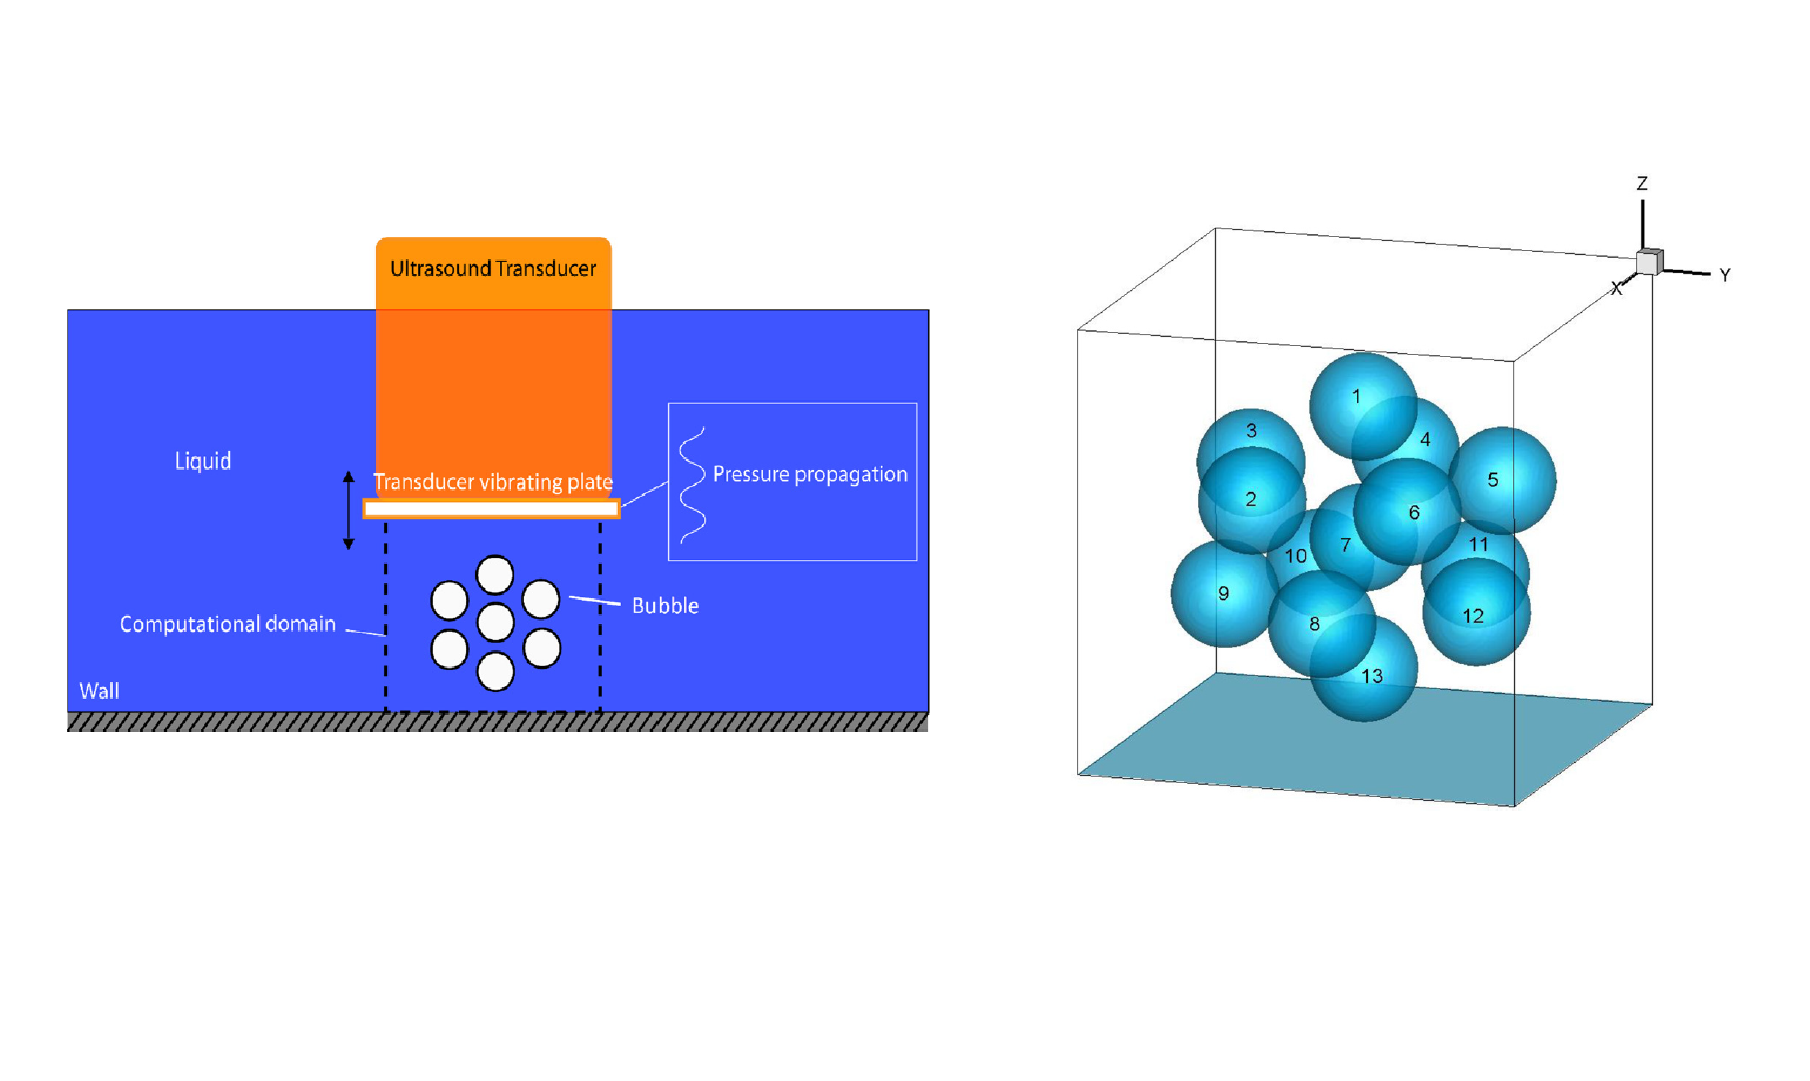 Ultrasound Transducer
Liquid
Transducer vibrating plate
Pressure propagation
Bubble
Computational domain
Wall
Z
Y
X
1
3
4
5
2
6
7
11
10
9
8
12
13